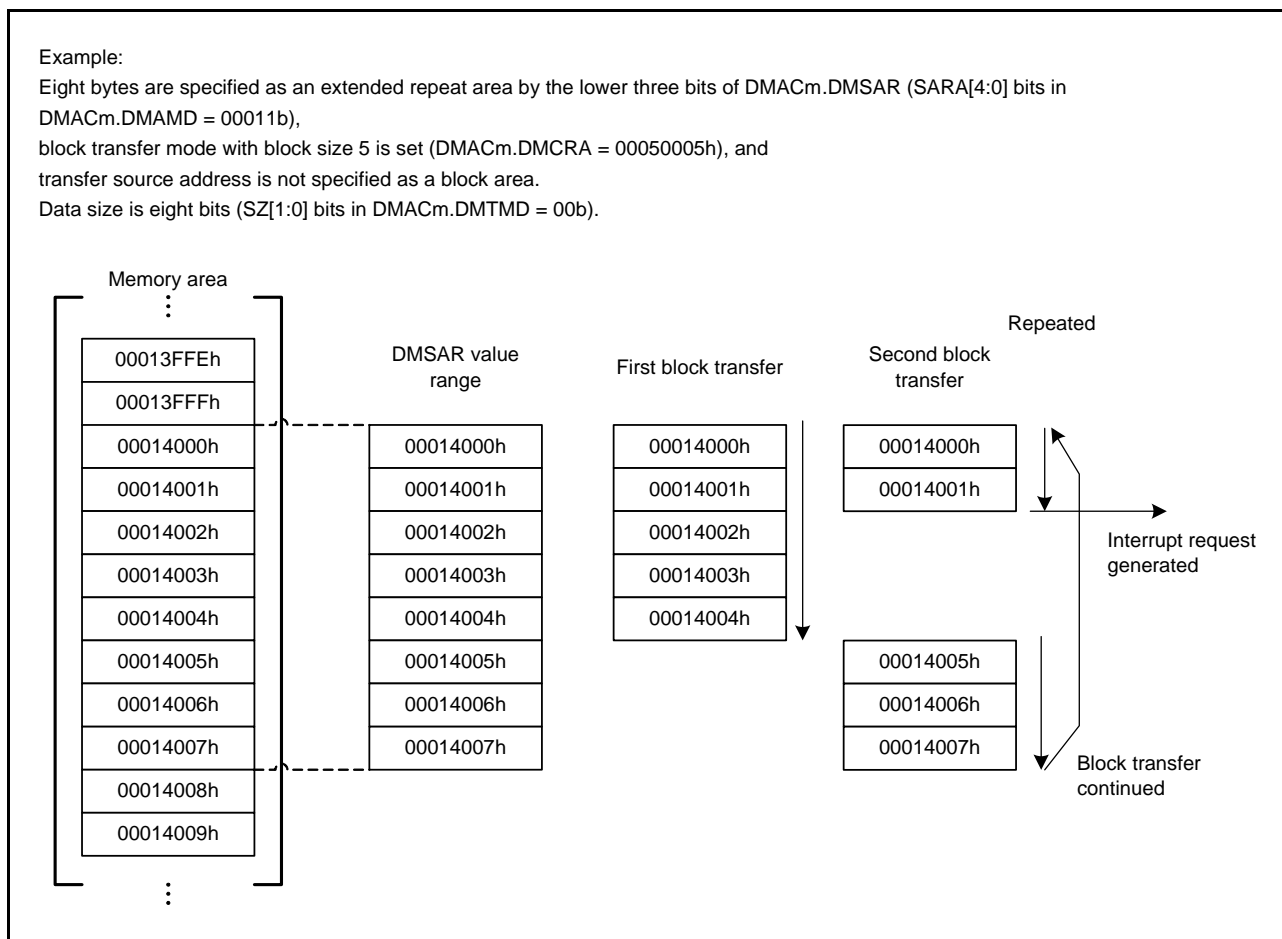 Example:
Eight bytes are specified as an extended repeat area by the lower three bits of DMACm.DMSAR (SARA[4:0] bits in
DMACm.DMAMD = 00011b),
block transfer mode with block size 5 is set (DMACm.DMCRA = 00050005h), and
transfer source address is not specified as a block area.
Data size is eight bits (SZ[1:0] bits in DMACm.DMTMD = 00b).
Memory area
00013FFEh
00013FFFh
00014000h
00014001h
00014002h
00014003h
00014004h
00014005h
00014006h
00014007h
00014008h
00014009h
DMSAR value
range
00014000h
00014001h
00014002h
00014003h
00014004h
00014005h
00014006h
00014007h
First block transfer
00014000h
00014001h
00014002h
00014003h
00014004h
Second block
transfer
00014000h
00014001h
00014005h
00014006h
00014007h
Repeated
Interrupt request
generated
Block transfer
continued